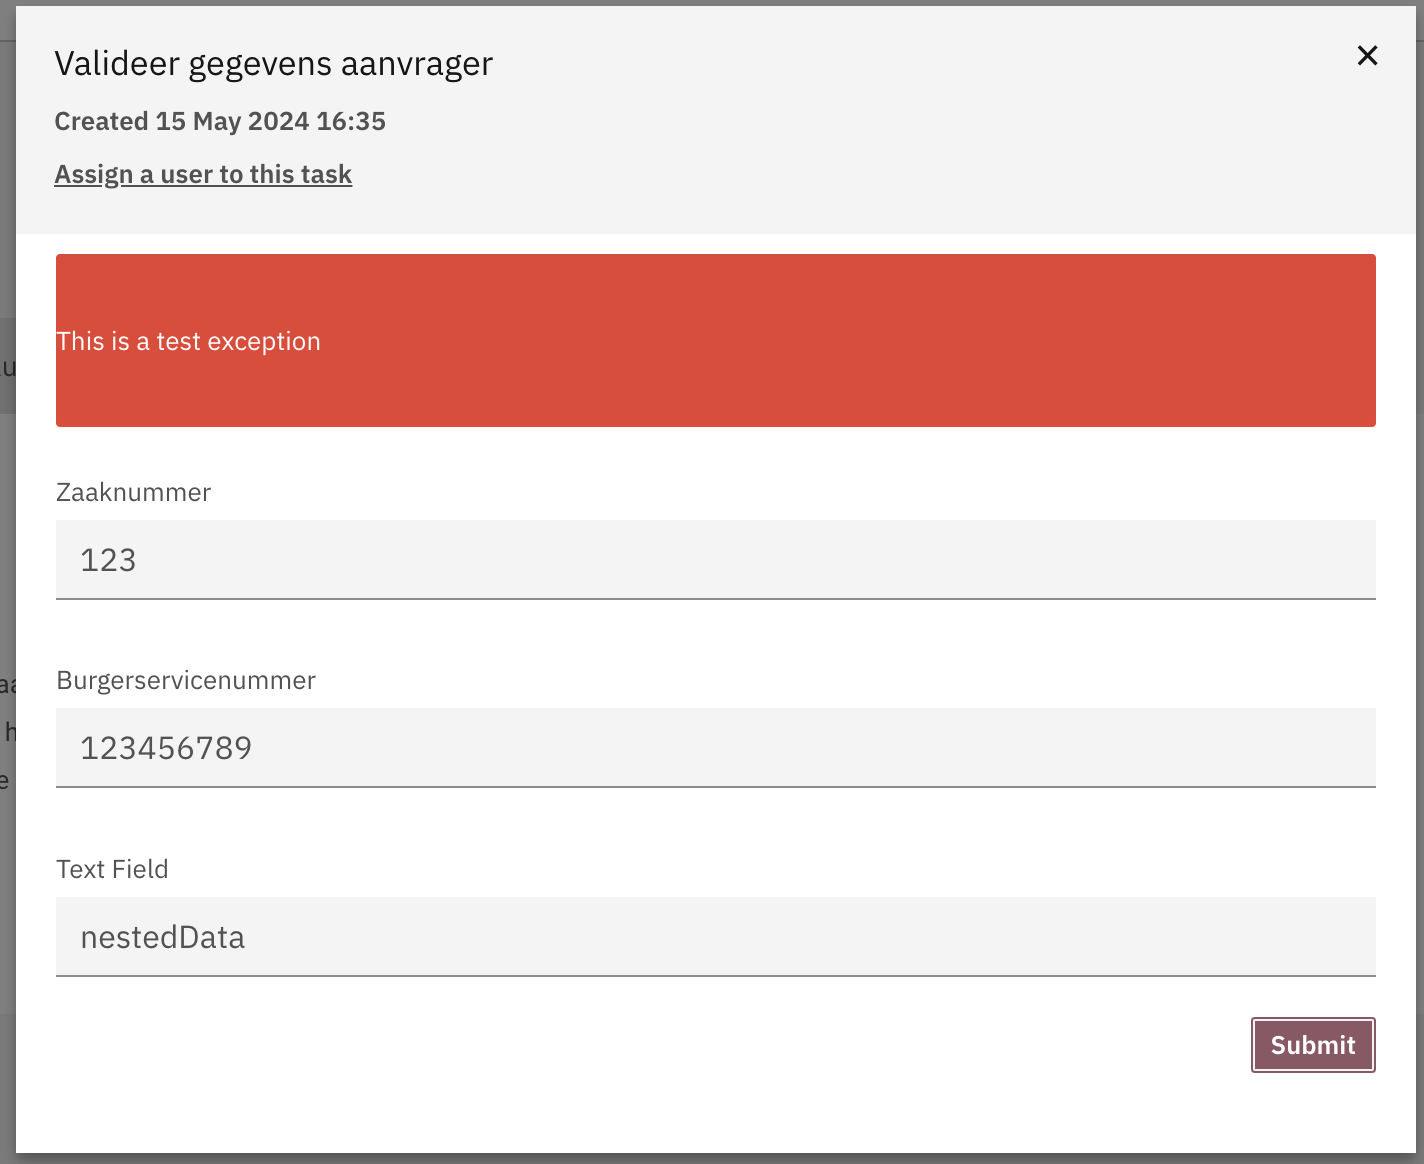 Valideer gegevens aanvrager
Created 15 May 2024 16:35
Assign a user to this task
This is a test exception
Zaaknummer
123
Burgerservicenummer
123456789
Text Field
nestedData
Submit